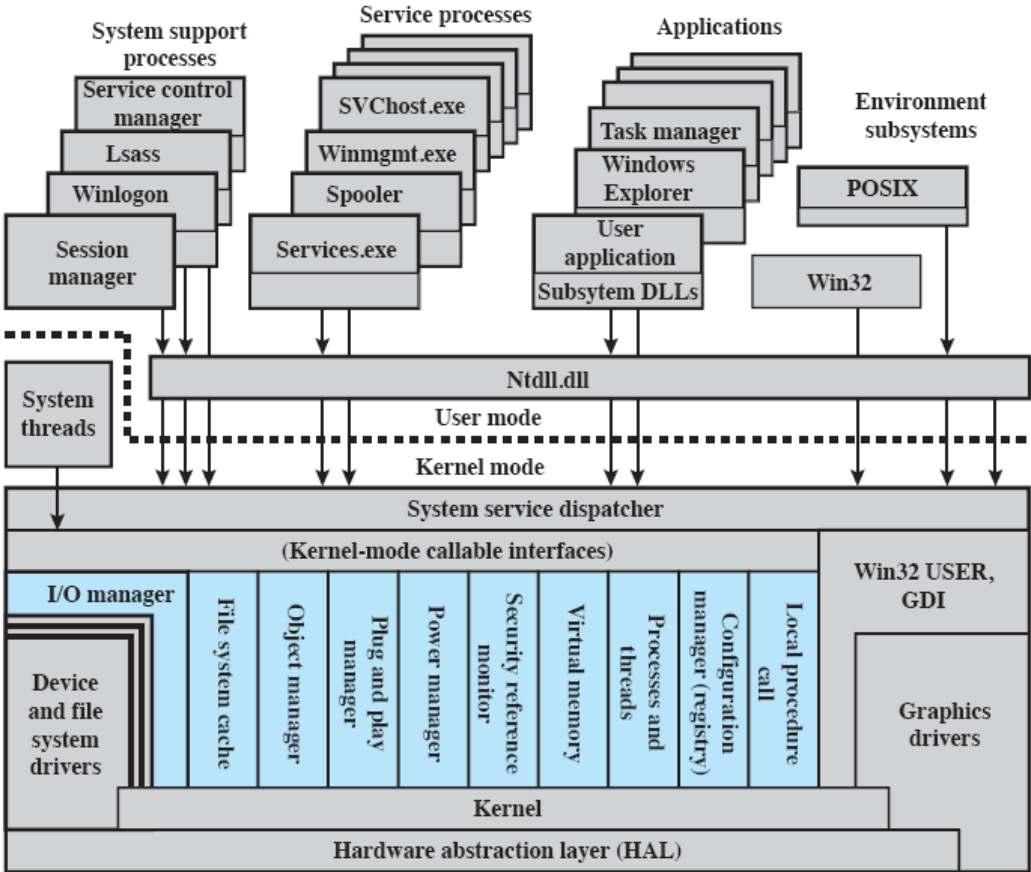 System support
processes
Service control
manager
Lsass
Winlogon
Session
manager
Service processes
SVChost.exe
Winmgmt.exe
Spooler
Services.exe
Applications
Task manager
Windows
Explorer
User
application
Subsytem DLLs
Environment
subsystems
POSIX
Win32
System
threads
Ntdll.dll
User mode
Kernel mode
System service dispatcher
(Kernel-mode callable interfaces)
I/O manager
Device
and file
system
drivers
File system cache
Object manager
Plug and play
manager
Power manager
Security reference
monitor
Virtual memory
Processes and
threads
Configuration
manager (registry)
Local procedure
call
Win32 USER,
GDI
Graphics
drivers
Kernel
Hardware abstraction layer (HAL)